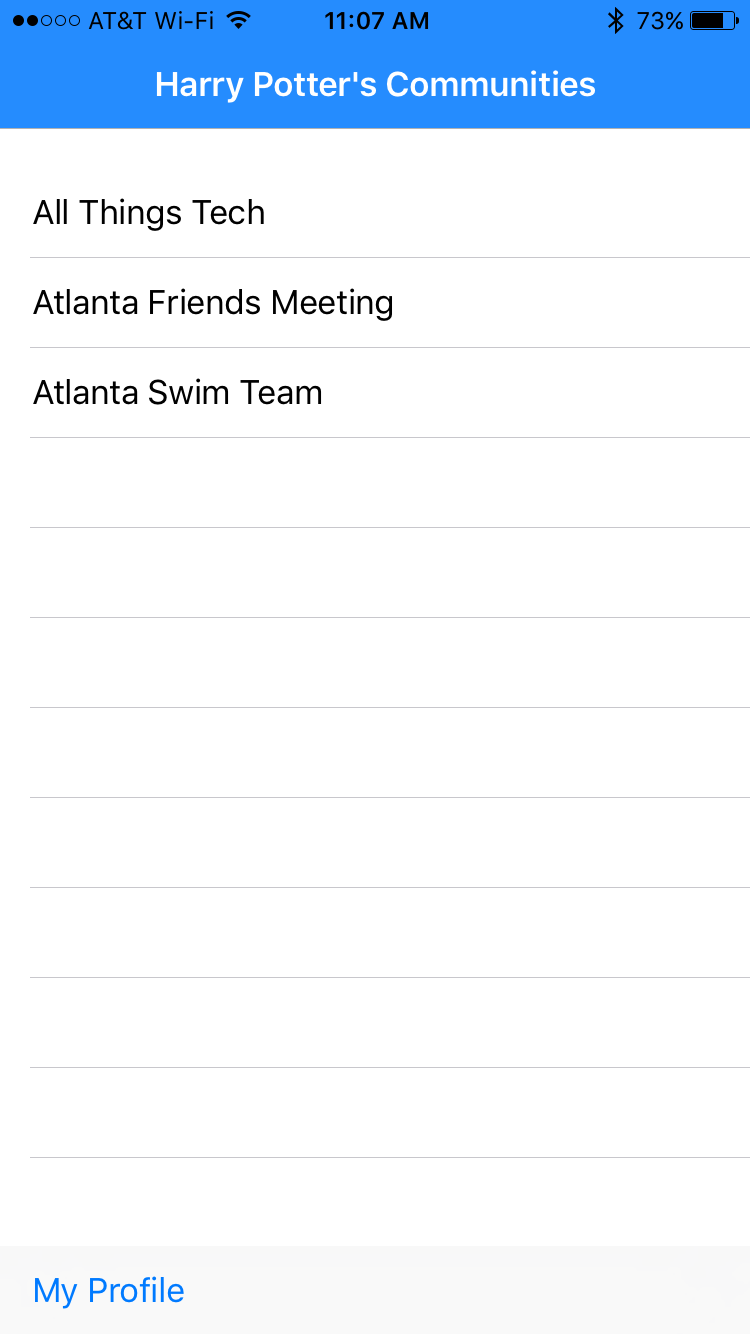 AT&T Wi-Fi 11:07 AM 73%
Harry Potter's Communities
All Things Tech
Atlanta Friends Meeting
Atlanta Swim Team
My Profile